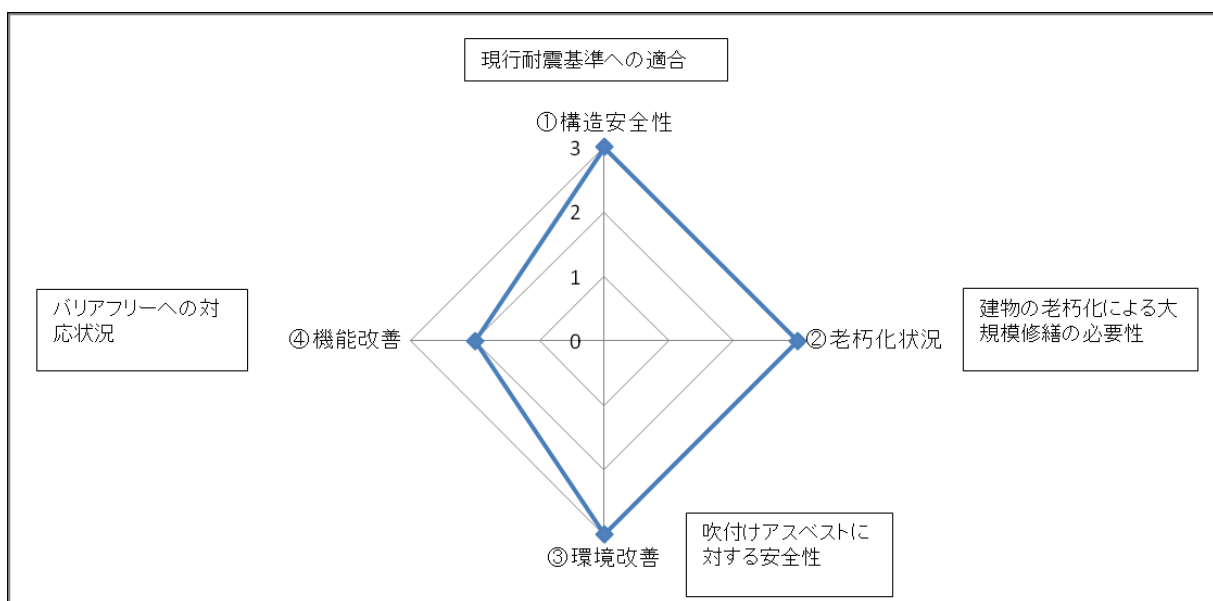 現行耐震基準への適合
①構造安全性
3
2
1
0
バリアフリーへの対
応状況
④機能改善
②老朽化状況
建物の老朽化による大
規模修繕の必要性
③環境改善
吹付けアスベストに
対する安全性